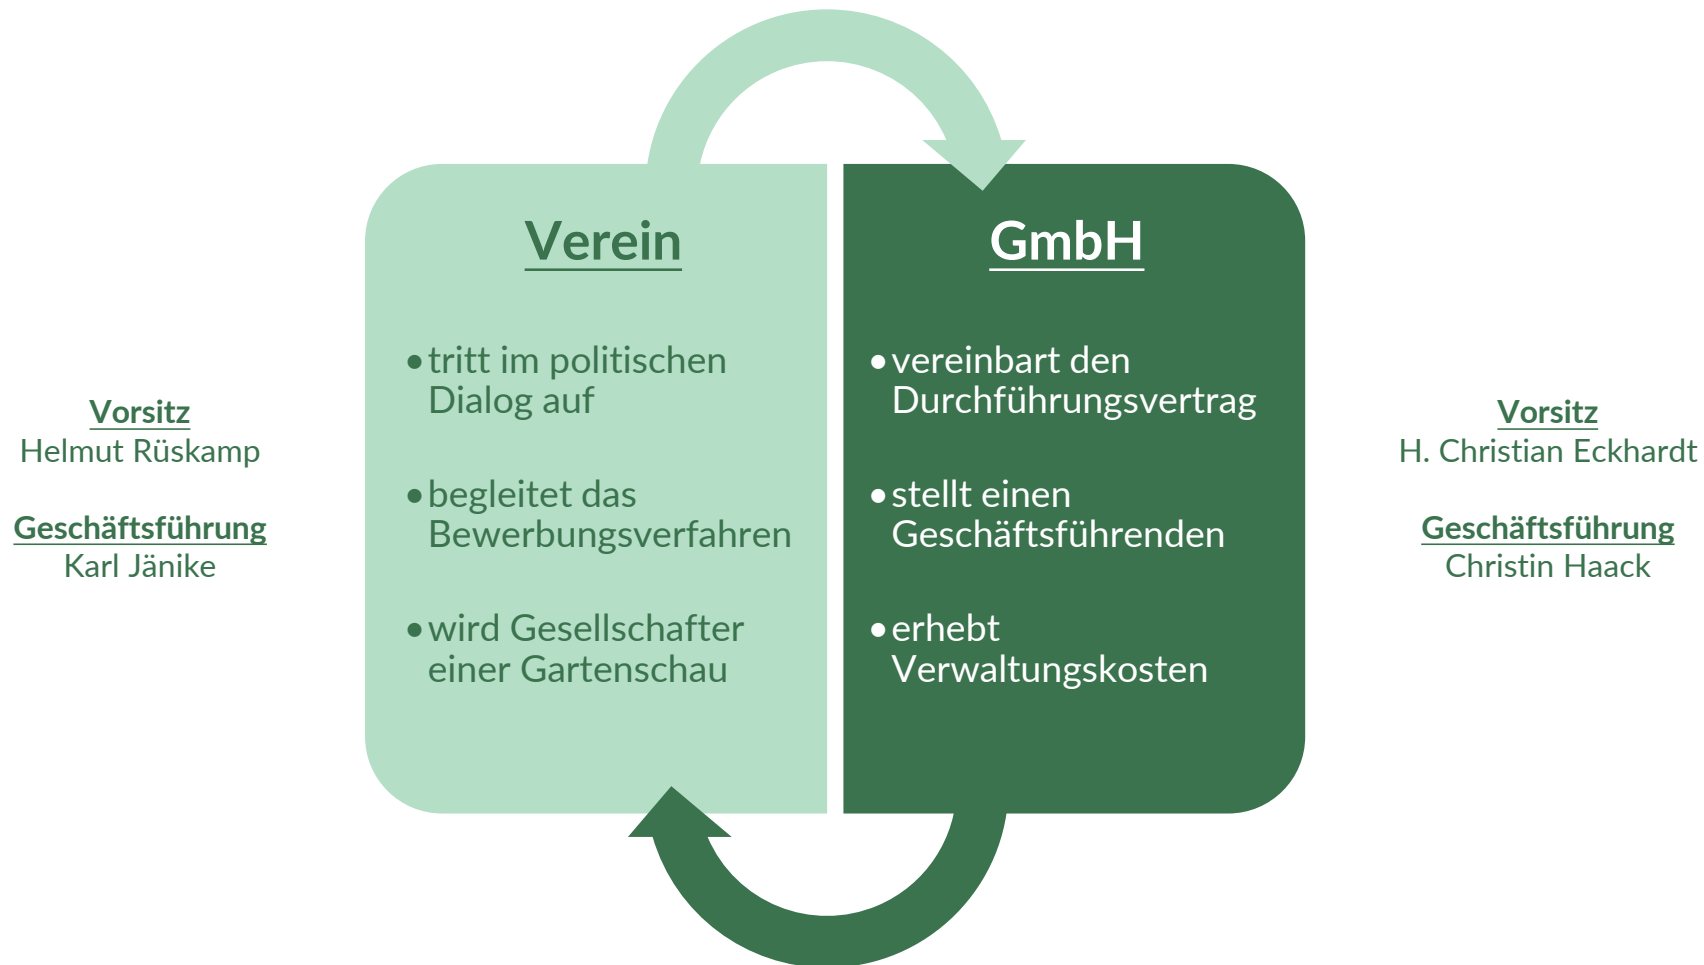 Verein
•tritt im politischen
Dialog auf
•begleitet das
Bewerbungsverfahren
•wird Gesellschafter
einer Gartenschau
GmbH
•vereinbart den
Durchführungsvertrag
•stellt einen
Geschäftsführenden
•erhebt
Verwaltungskosten
Vorsitz
Helmut Rüskamp
Geschäftsführung
Karl Jänike
Vorsitz
H. Christian Eckhardt
Geschäftsführung
Christin Haack